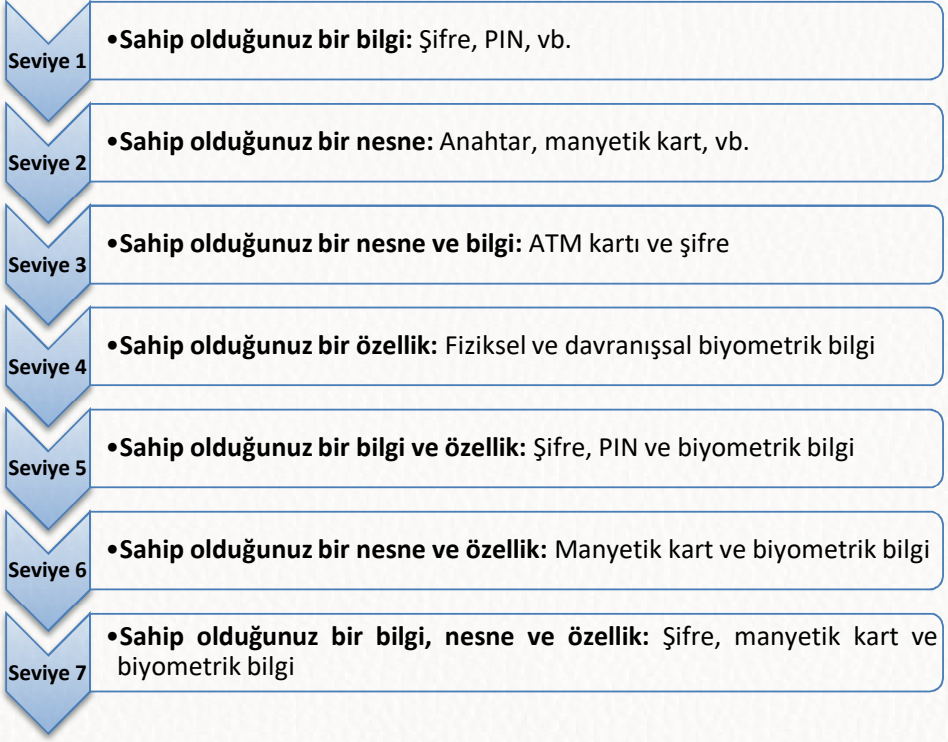 Seviye 1
•Sahip olduğunuz bir bilgi: Şifre, PIN, vb.
Seviye 2
•Sahip olduğunuz bir nesne: Anahtar, manyetik kart, vb.
Seviye 3
•Sahip olduğunuz bir nesne ve bilgi: ATM kartı ve şifre
Seviye 4
•Sahip olduğunuz bir özellik: Fiziksel ve davranışsal biyometrik bilgi
Seviye 5
•Sahip olduğunuz bir bilgi ve özellik: Şifre, PIN ve biyometrik bilgi
Seviye 6
•Sahip olduğunuz bir nesne ve özellik: Manyetik kart ve biyometrik bilgi
Seviye 7
•Sahip olduğunuz bir bilgi, nesne ve özellik: Şifre, manyetik kart ve
biyometrik bilgi